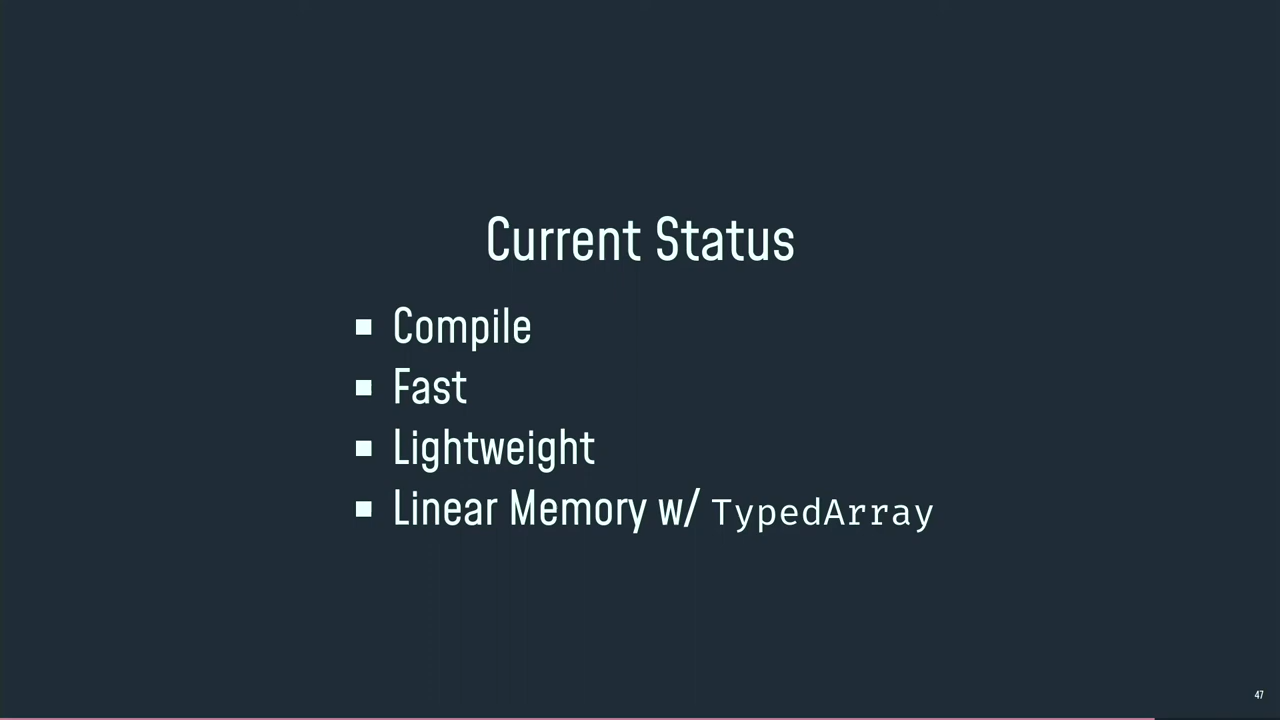 Current Status
▪ Compile
▪ Fast
▪ Lightweight
▪ Linear Memory w/ TypedArray
47